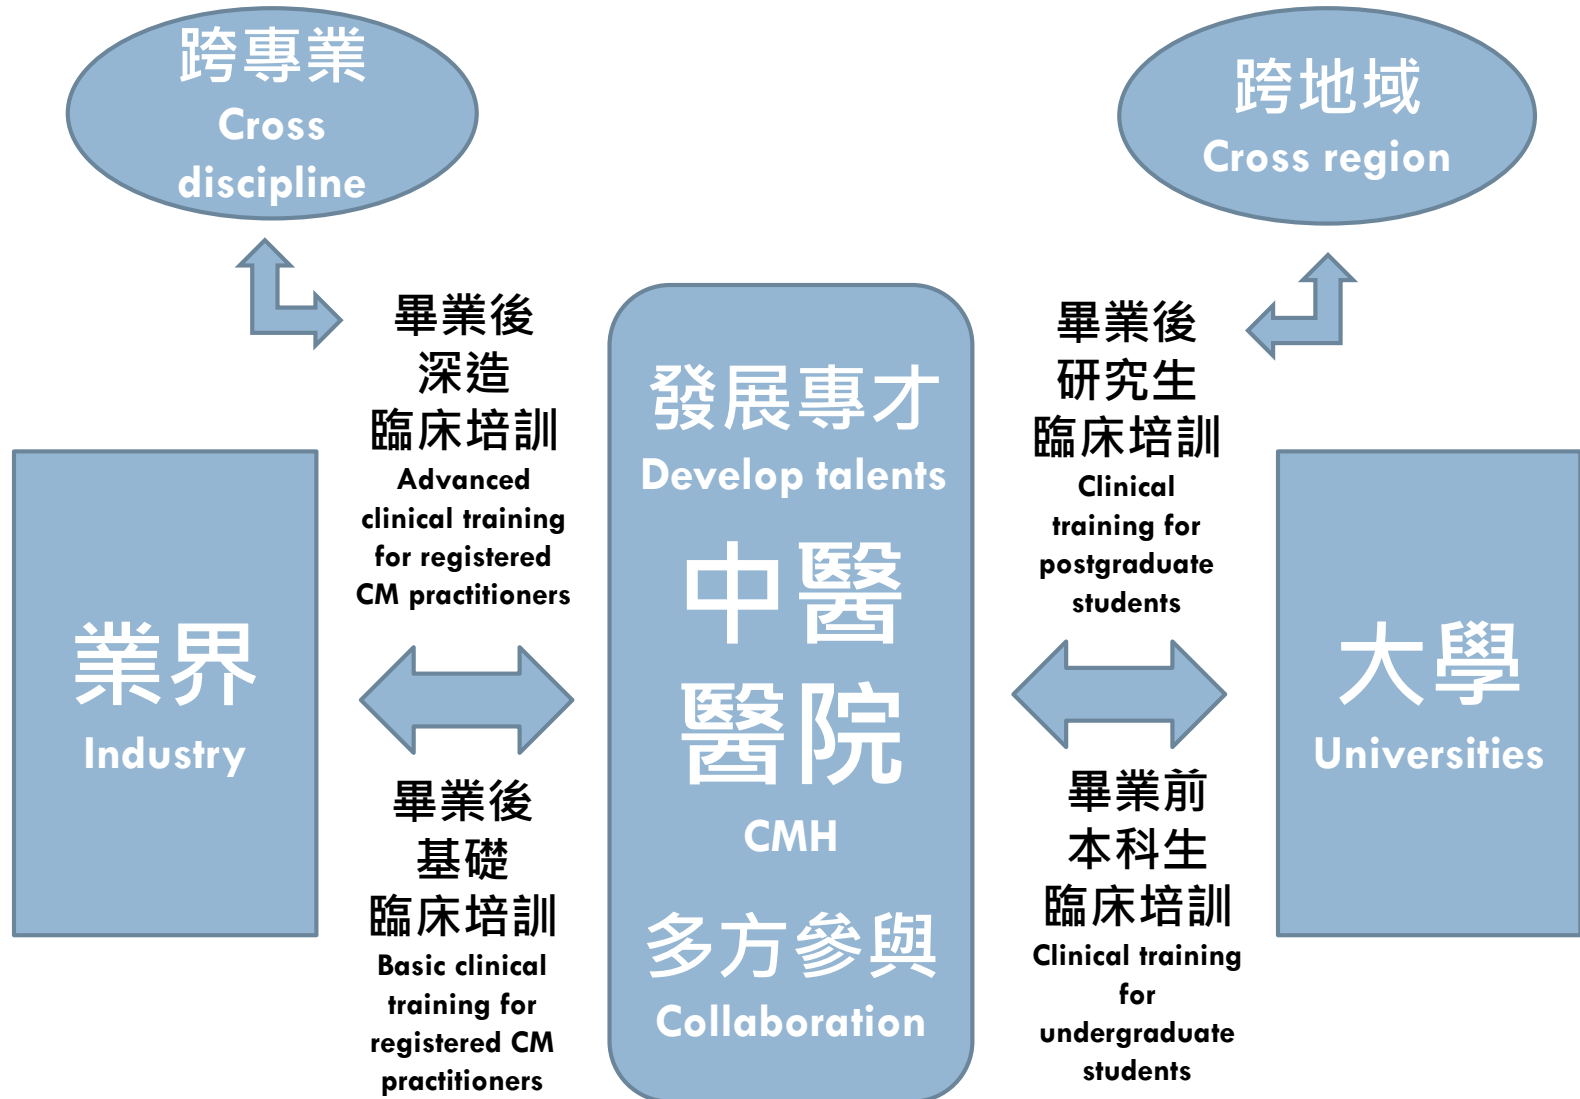 跨專業
Cross
discipline
跨地域
Cross region
畢業後
深造
臨床培訓
Advanced
clinical training
for registered
CM practitioners
業界
Industry
畢業後
基礎
臨床培訓
Basic clinical
training for
registered CM
practitioners
發展專才
Develop talents
中醫
醫院
CMH
多方參與
Collaboration
畢業後
研究生
臨床培訓
Clinical
training for
postgraduate
students
畢業前
本科生
臨床培訓
Clinical training
for
undergraduate
students
大學
Universities